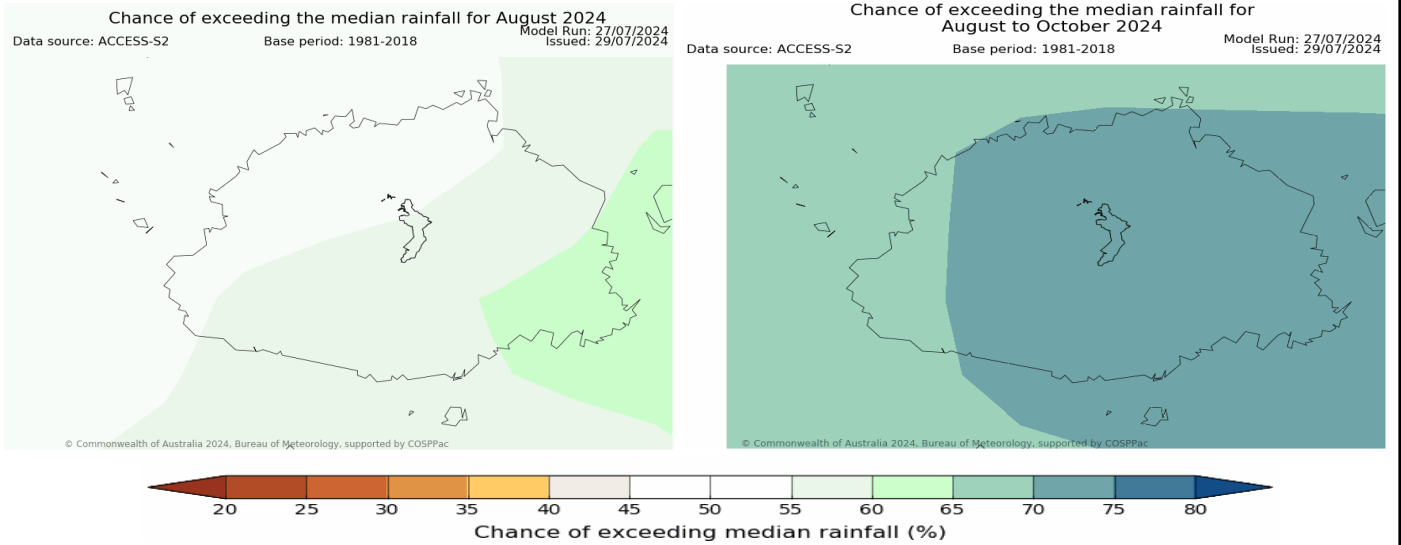 Chance of exceeding the median rainfall for August 2024
Model Run: 27/07/2024
Data source: ACCESS-S2 Base period: 1981-2018 Issued: 29/07/2024
© Commonwealth of Australia 2024, Bureau of Meteorology, supported by COSPPac
Chance of exceeding the median rainfall for
August to October 2024
Model Run: 27/07/2024
Data source: ACCESS-S2 Base period: 1981-2018 Issued: 29/07/2024
© Commonwealth of Australia 2024, Bureau of Meteorology, supported by COSPPac
20 25 30 35 40 45 50 55 60 65 70 75 80
Chance of exceeding median rainfall (%)